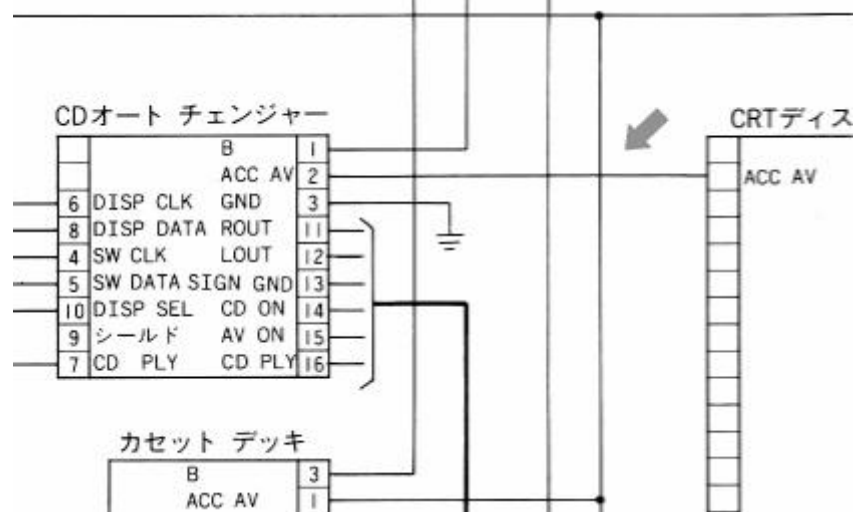 CDオート チェンジャー
B 1
ACC AV 2
6 DISP CLK GND 3
8 DISP DATA ROUT 11
4 SW CLK LOUT 12
5 SW DATA SIGN GND 13
10 DISP SEL CD ON 14
9 シールド AV ON 15
7 CD PLY CD PLY 16
CRTディス
ACC AV
カセット デッキ
B 3
ACC AV 1